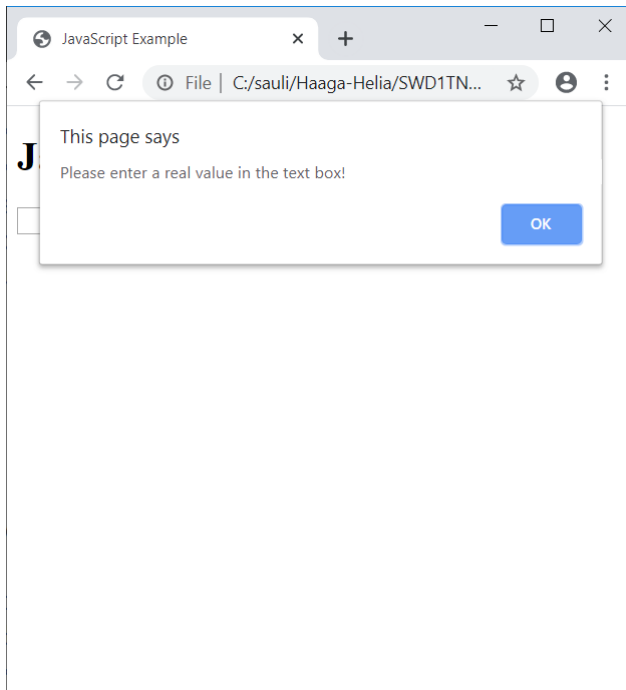 JavaScript Example
File | C:/sauli/Haaga-Helia/SWD1TN...
This page says
J
Please enter a real value in the text box!
OK